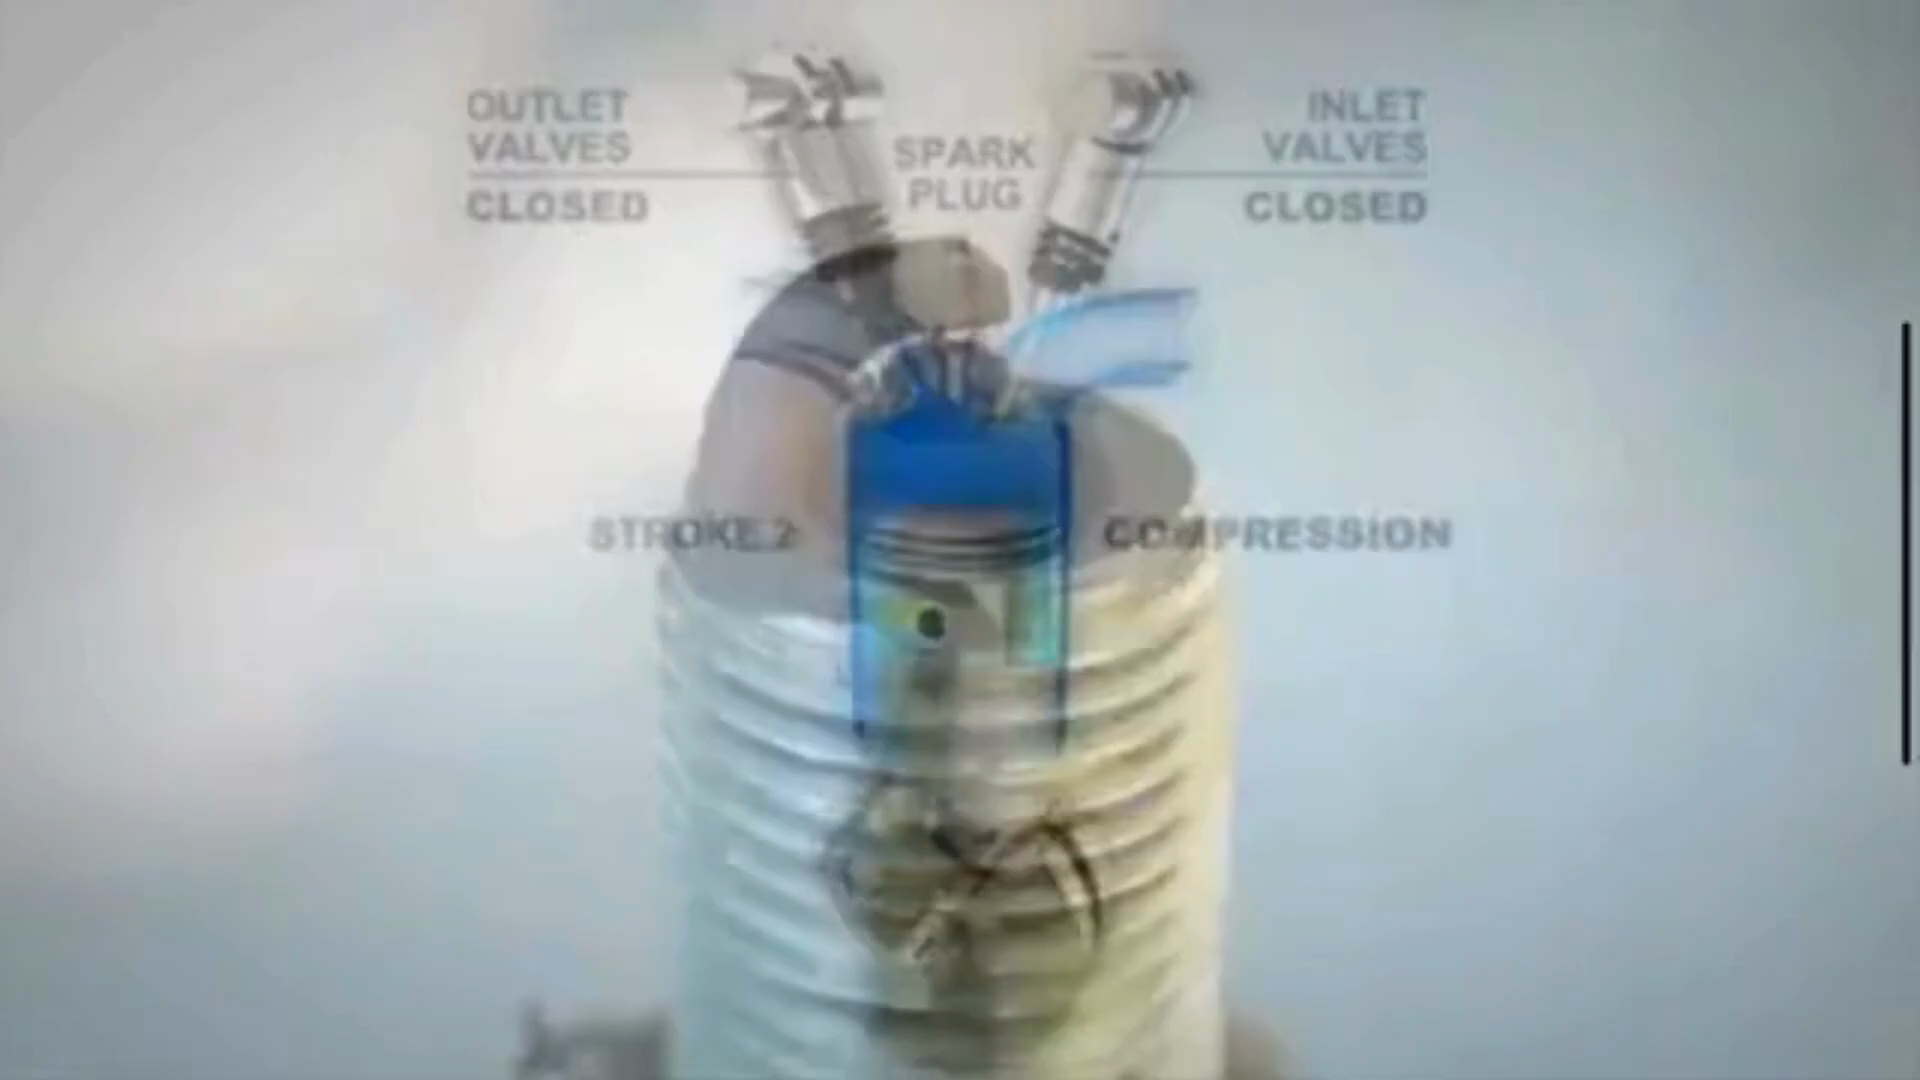 OUTLET
VALVES
CLOSED
SPARK
PLUG
INLET
VALVES
CLOSED
STROKE 2
COMPRESSION